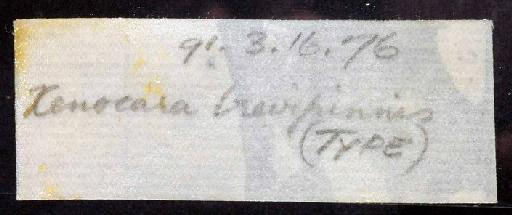 91.3.16.76
Xenocara brevipinnis
(TYPE)